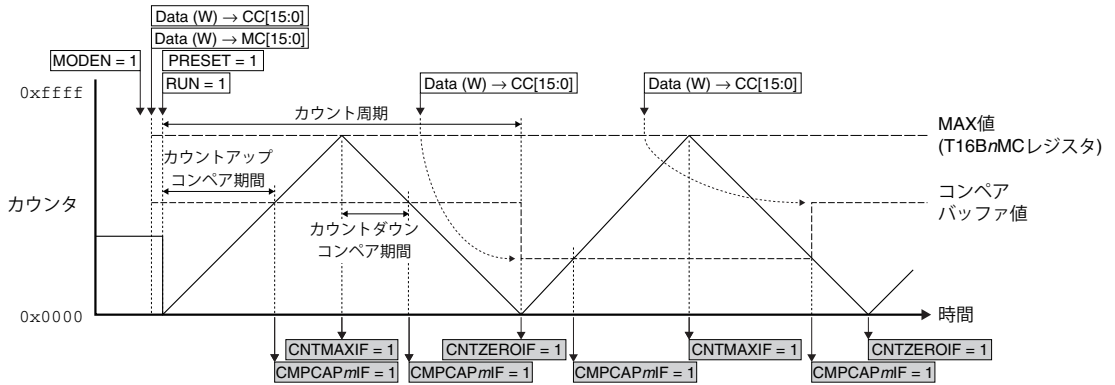 Data (W) → CC[15:0]
Data (W) → MC[15:0]
MODEN = 1
PRESET = 1
RUN = 1
Data (W) → CC[15:0]
Data (W) → CC[15:0]
0xffff
カウント周期
MAX値
(T16BnMCレジスタ)
カウントアップ
コンペア期間
カウンタ
コンペア
バッファ値
カウントダウン
コンペア期間
0x0000
時間
CNTMAXIF = 1
CNTZEROIF = 1
CNTMAXIF = 1
CNTZEROIF = 1
CMPCAPmIF = 1
CMPCAPmIF = 1
CMPCAPmIF = 1
CMPCAPmIF = 1